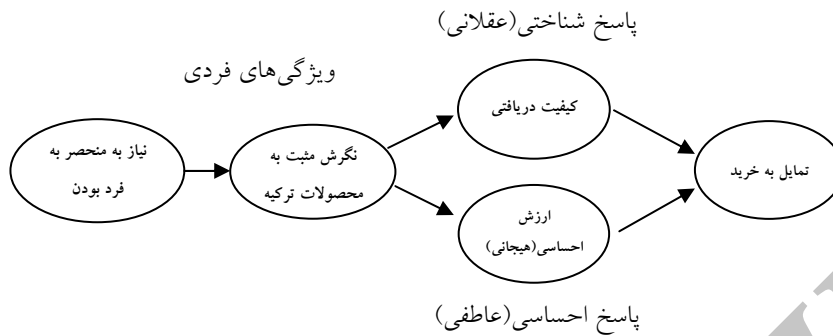 پاسخ شناختی(عقلانی)
ویژگی‌های فردی
کیفیت دریافتی
نیاز به منحصر به
فرد بودن
نگرش مثبت به
محصولات ترکیه
تمایل به خرید
ارزش
احساسی(هیجانی)
پاسخ احساسی(عاطفی)